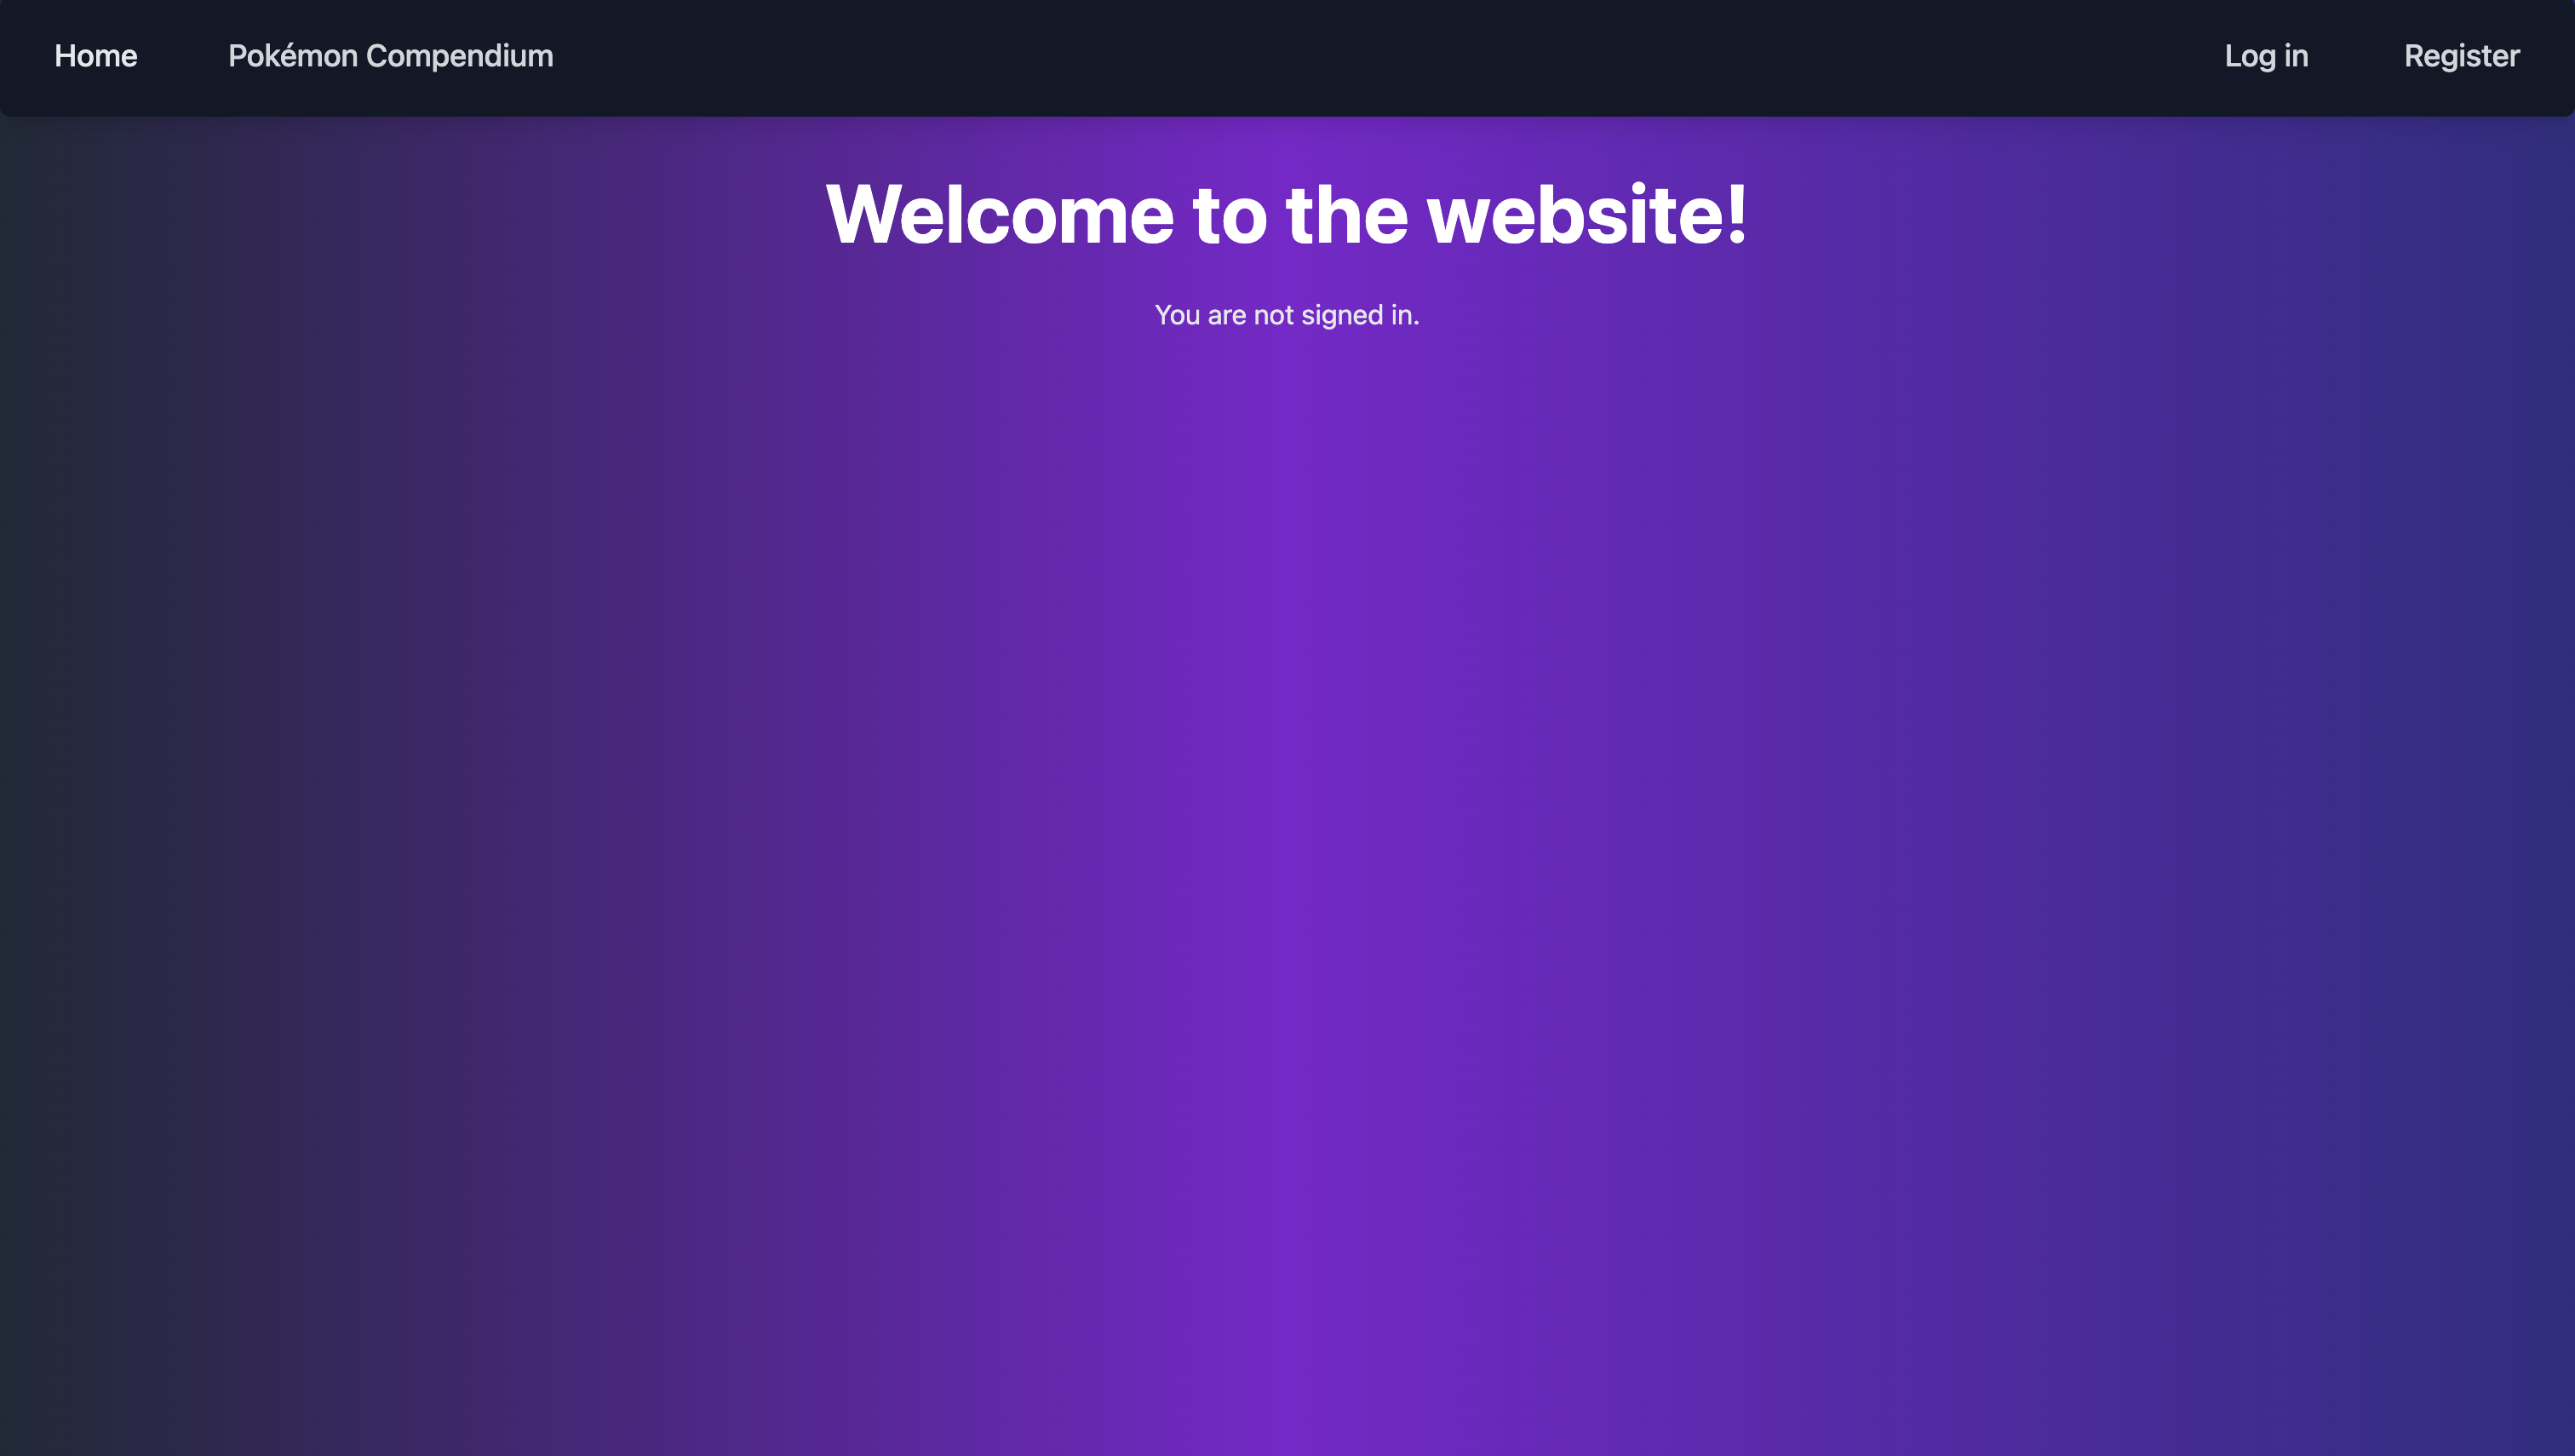 Home Pokémon Compendium Log in Register
Welcome to the website!
You are not signed in.